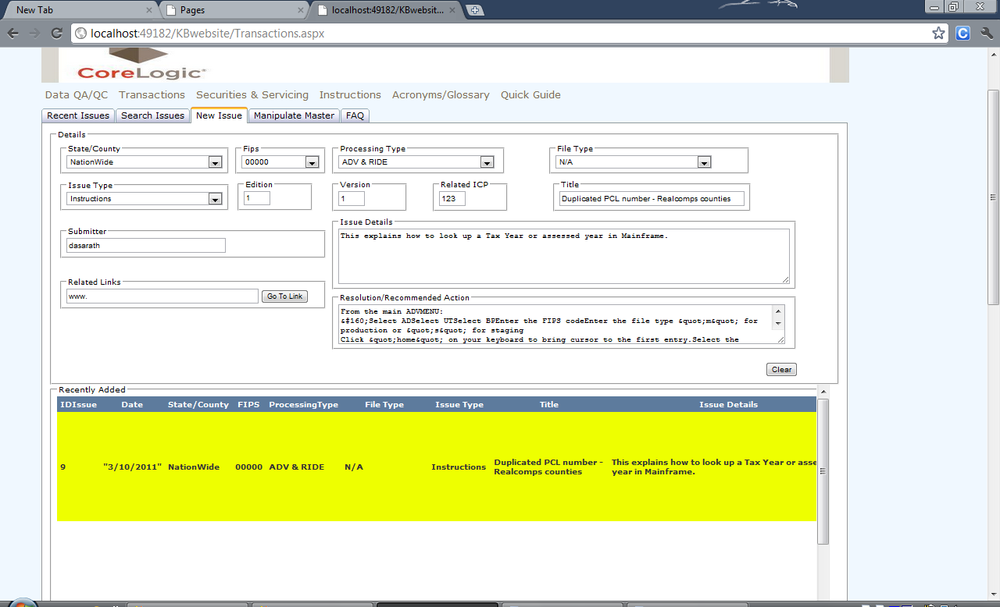 New Tab
Pages
localhost:49182/KBwebsit...
localhost:49182/KBwebsite/Transactions.aspx
CoreLogic
Data QA/QC Transactions Securities & Servicing Instructions Acronyms/Glossary Quick Guide
Recent Issues Search Issues New Issue Manipulate Master FAQ
Details
State/County Fips Processing Type File Type
NationWide 00000 ADV & RIDE N/A
Issue Type Edition Version Related ICP Title
Instructions 1 1 123 Duplicated PCL number - Realcomps counties
Issue Details
This explains how to look up a Tax Year or assessed year in Mainframe.
Submitter
dasarath
Related Links
www. Go To Link
Resolution/Recommended Action
From the main ADVMENU:
&#160;Select ADSelect UTSelect BPEnter the FIPS codeEnter the file type &quot;m&quot; for
production or &quot;s&quot; for staging
Click &quot;home&quot; on your keyboard to bring cursor to the first entry.Select the
Clear
Recently Added
IDIssue Date State/County FIPS ProcessingType File Type Issue Type Title Issue Details
9 "3/10/2011" NationWide 00000 ADV & RIDE N/A Instructions Duplicated PCL number - This explains how to look up a Tax Year or asse
Realcomps counties year in Mainframe.